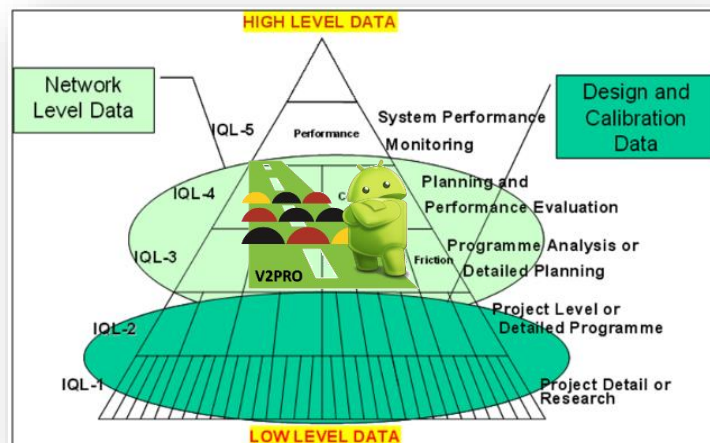 HIGH LEVEL DATA
Network
Level Data
Design and
Calibration
Data
IQL-5
Performance
System Performance
Monitoring
IQL-4
Planning and
Performance Evaluation
IQL-3
Friction
Programme Analysis or
Detailed Planning
V2PRO
IQL-2
Project Level or
Detailed Programme
IQL-1
Project Detail or
Research
LOW LEVEL DATA